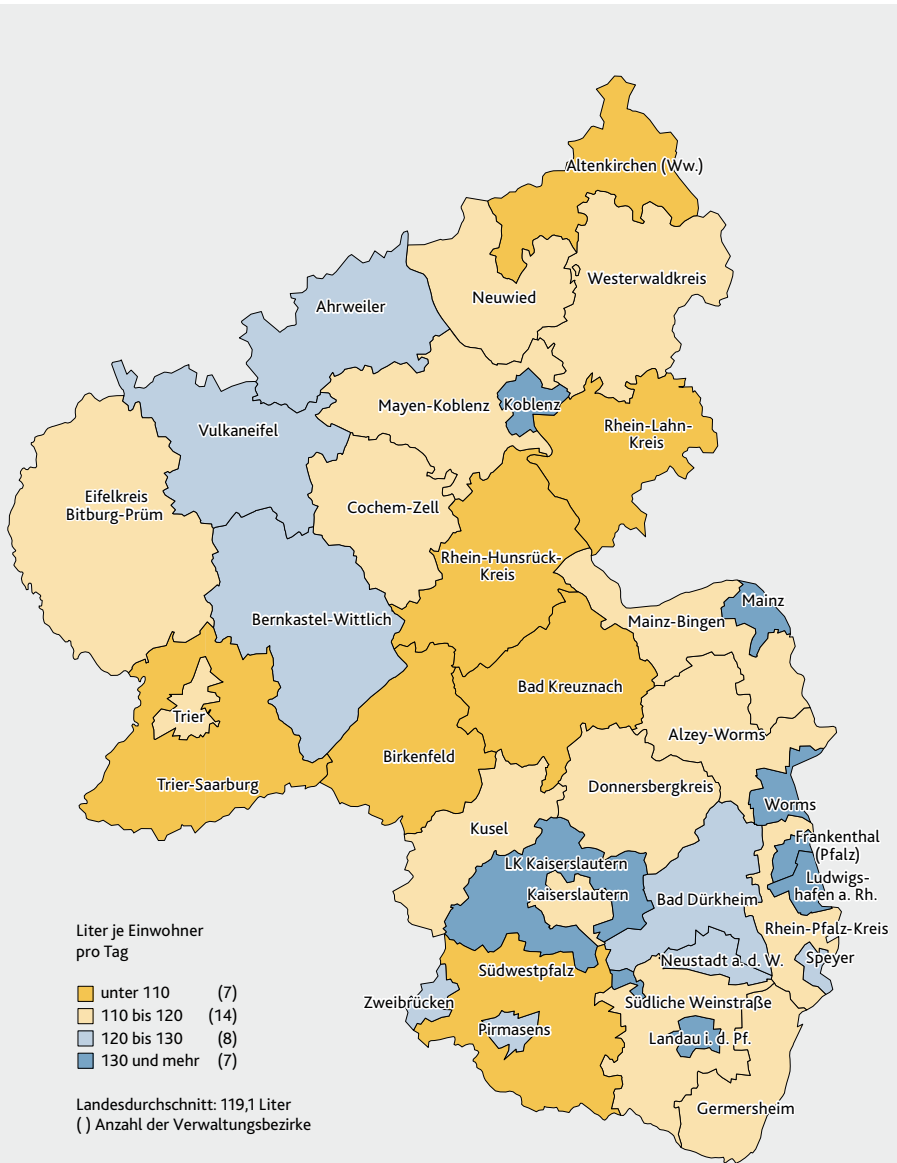 Altenkirchen (Ww.)
Westerwaldkreis
Neuwied
Ahrweiler
Mayen-Koblenz
Koblenz
Rhein-Lahn-
Kreis
Vulkaneifel
Eifelkreis
Bitburg-Prüm
Cochem-Zell
Rhein-Hunsrück-
Kreis
Bernkastel-Wittlich
Mainz
Mainz-Bingen
Bad Kreuznach
Trier
Alzey-Worms
Birkenfeld
Trier-Saarburg
Donnersbergkreis
Worms
Kusel
Frankenthal
(Pfalz)
LK Kaiserslautern
Ludwigs-
hafen a. Rh.
Kaiserslautern
Bad Dürkheim
Rhein-Pfalz-Kreis
Neustadt a. d. W.
Speyer
Südwestpfalz
Zweibrücken
Südliche Weinstraße
Pirmasens
Landau i. d. Pf.
Germersheim
Liter je Einwohner
pro Tag
unter 110 (7)
110 bis 120 (14)
120 bis 130 (8)
130 und mehr (7)
Landesdurchschnitt: 119,1 Liter
( ) Anzahl der Verwaltungsbezirke